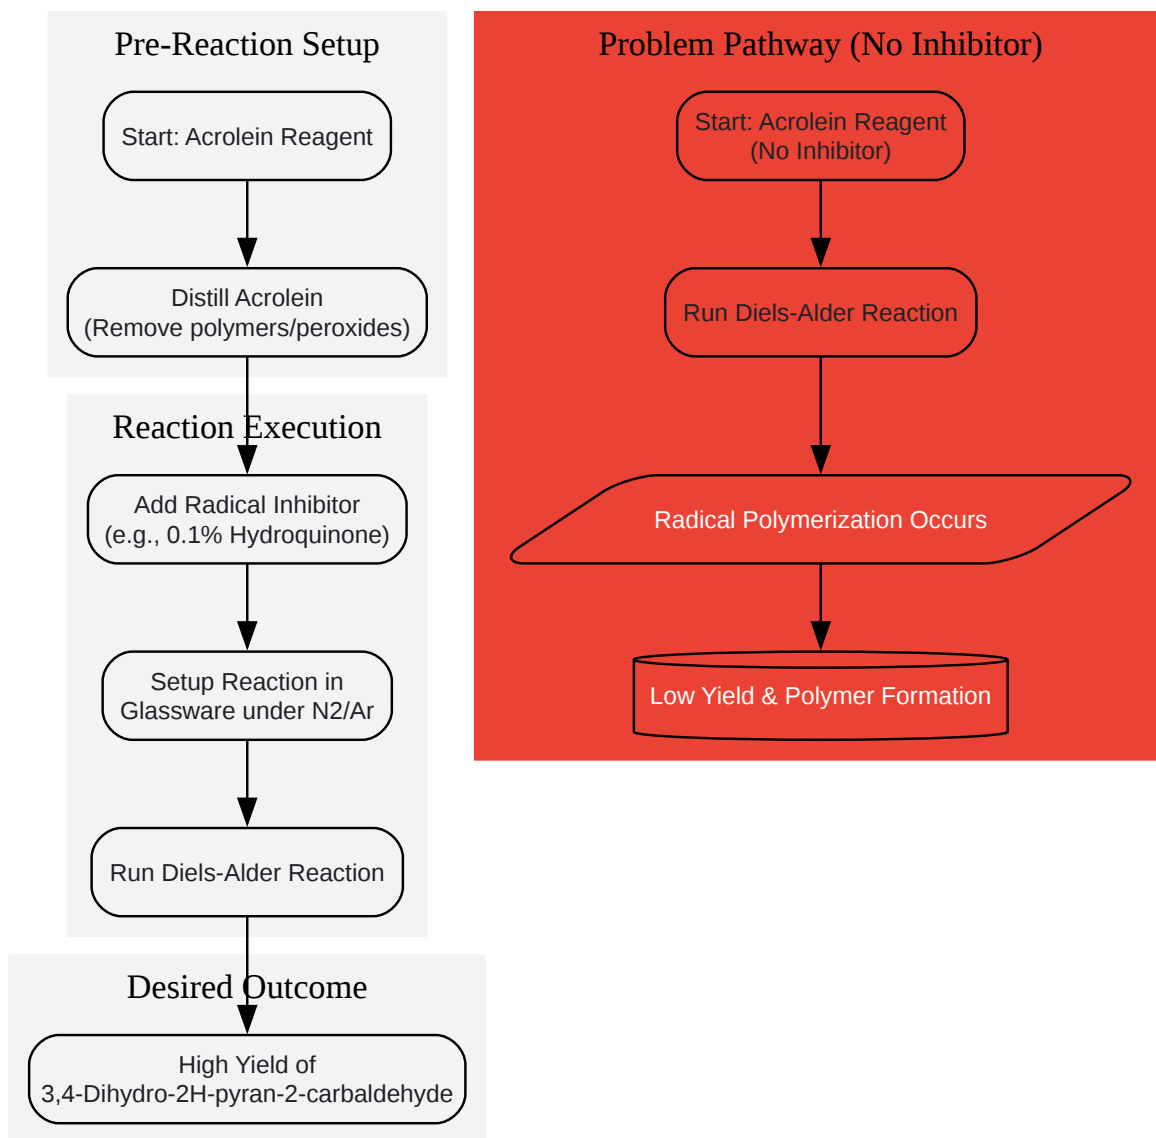 Pre-Reaction Setup
Start: Acrolein Reagent
Distill Acrolein
(Remove polymers/peroxides)
Reaction Execution
Add Radical Inhibitor
(e.g., 0.1% Hydroquinone)
Setup Reaction in
Glassware under N2/Ar
Run Diels-Alder Reaction
Desired Outcome
High Yield of
3,4-Dihydro-2H-pyran-2-carbaldehyde
Problem Pathway (No Inhibitor)
Start: Acrolein Reagent
(No Inhibitor)
Run Diels-Alder Reaction
Radical Polymerization Occurs
Low Yield & Polymer Formation